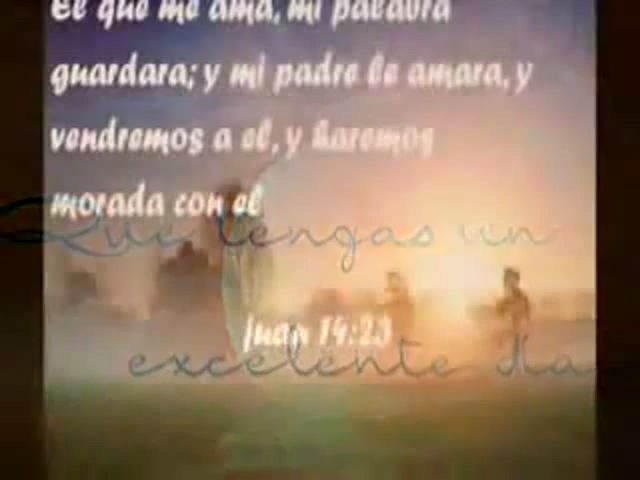 El que me ama, mi palabra
guardara; y mi padre le amara, y
vendremos a el, y haremos
morada con el
Que tengas un
Juan 14:23
excelente dia